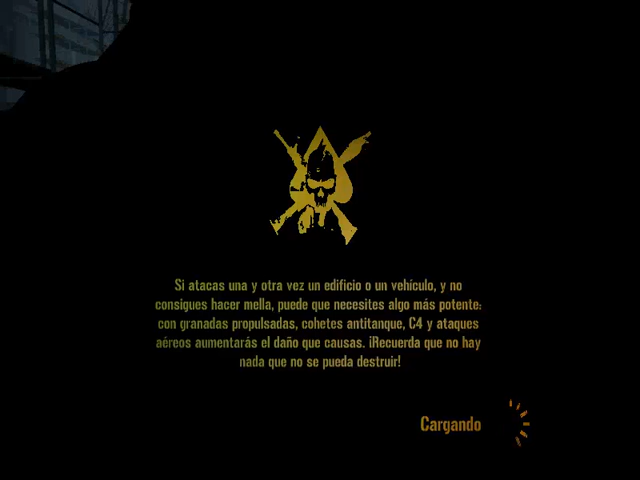 Si atacas una y otra vez un edificio o un vehículo, y no
consigues hacer mella, puede que necesites algo más potente:
con granadas propulsadas, cohetes antitanque, C4 y ataques
aéreos aumentarás el daño que causas. ¡Recuerda que no hay
nada que no se pueda destruir!
Cargando